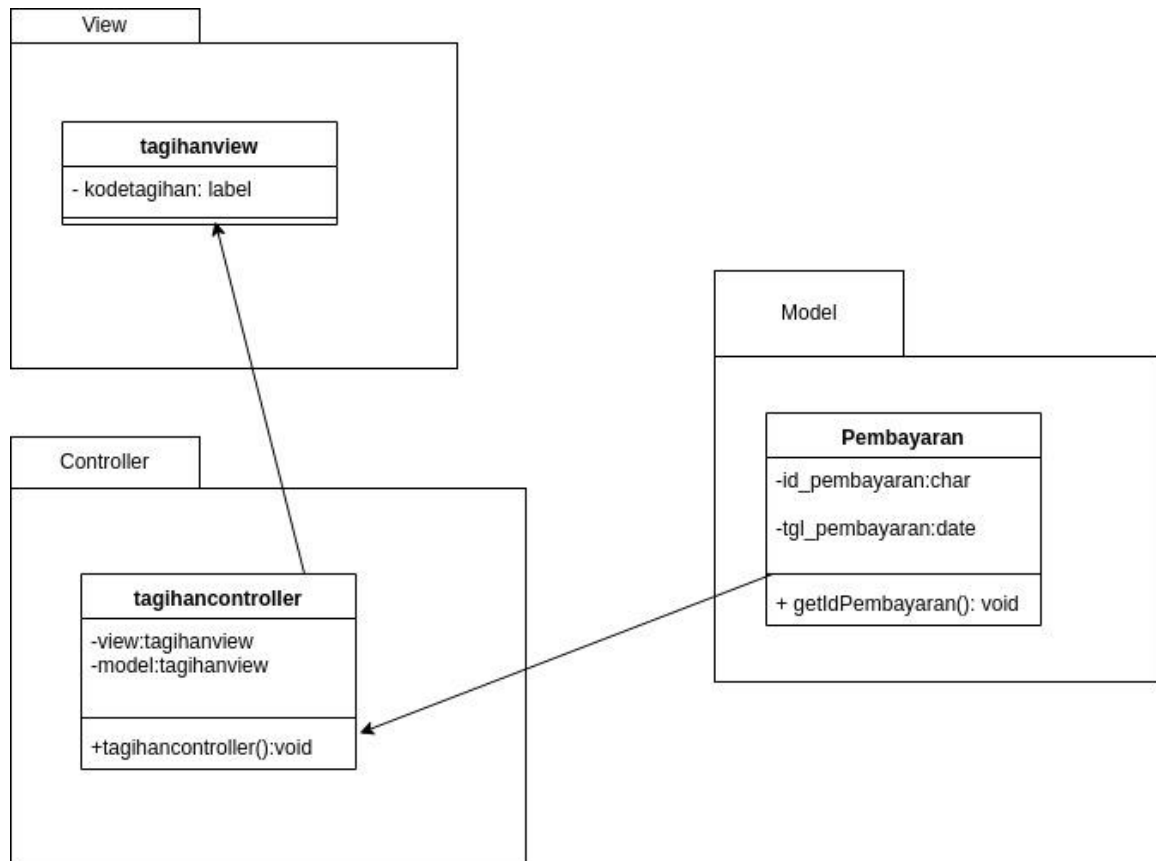 View
tagihanview
- kodetagihan: label
Model
Pembayaran
-id_pembayaran:char
-tgl_pembayaran:date
+ getIdPembayaran(): void
Controller
tagihancontroller
-view:tagihanview
-model:tagihanview
+tagihancontroller():void